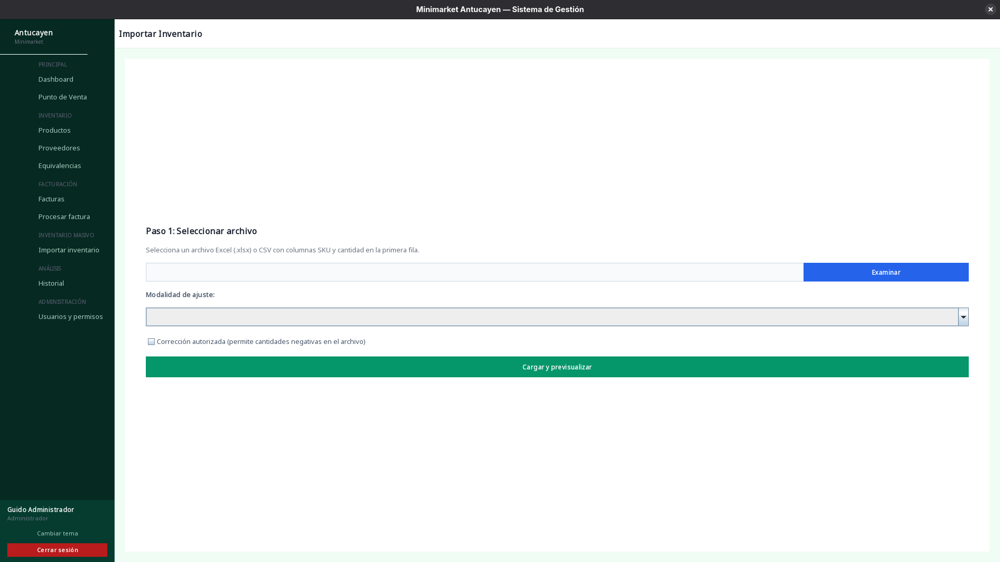 Minimarket Antucayen — Sistema de Gestión
Antucayen
Minimarket
PRINCIPAL
Dashboard
Punto de Venta
INVENTARIO
Productos
Proveedores
Equivalencias
FACTURACIÓN
Facturas
Procesar factura
INVENTARIO MASIVO
Importar inventario
ANÁLISIS
Historial
ADMINISTRACIÓN
Usuarios y permisos
Guido Administrador
Administrador
Cambiar tema
Cerrar sesión
Importar Inventario
Paso 1: Seleccionar archivo
Selecciona un archivo Excel (.xlsx) o CSV con columnas SKU y cantidad en la primera fila.
Examinar
Modalidad de ajuste:
Corrección autorizada (permite cantidades negativas en el archivo)
Cargar y previsualizar